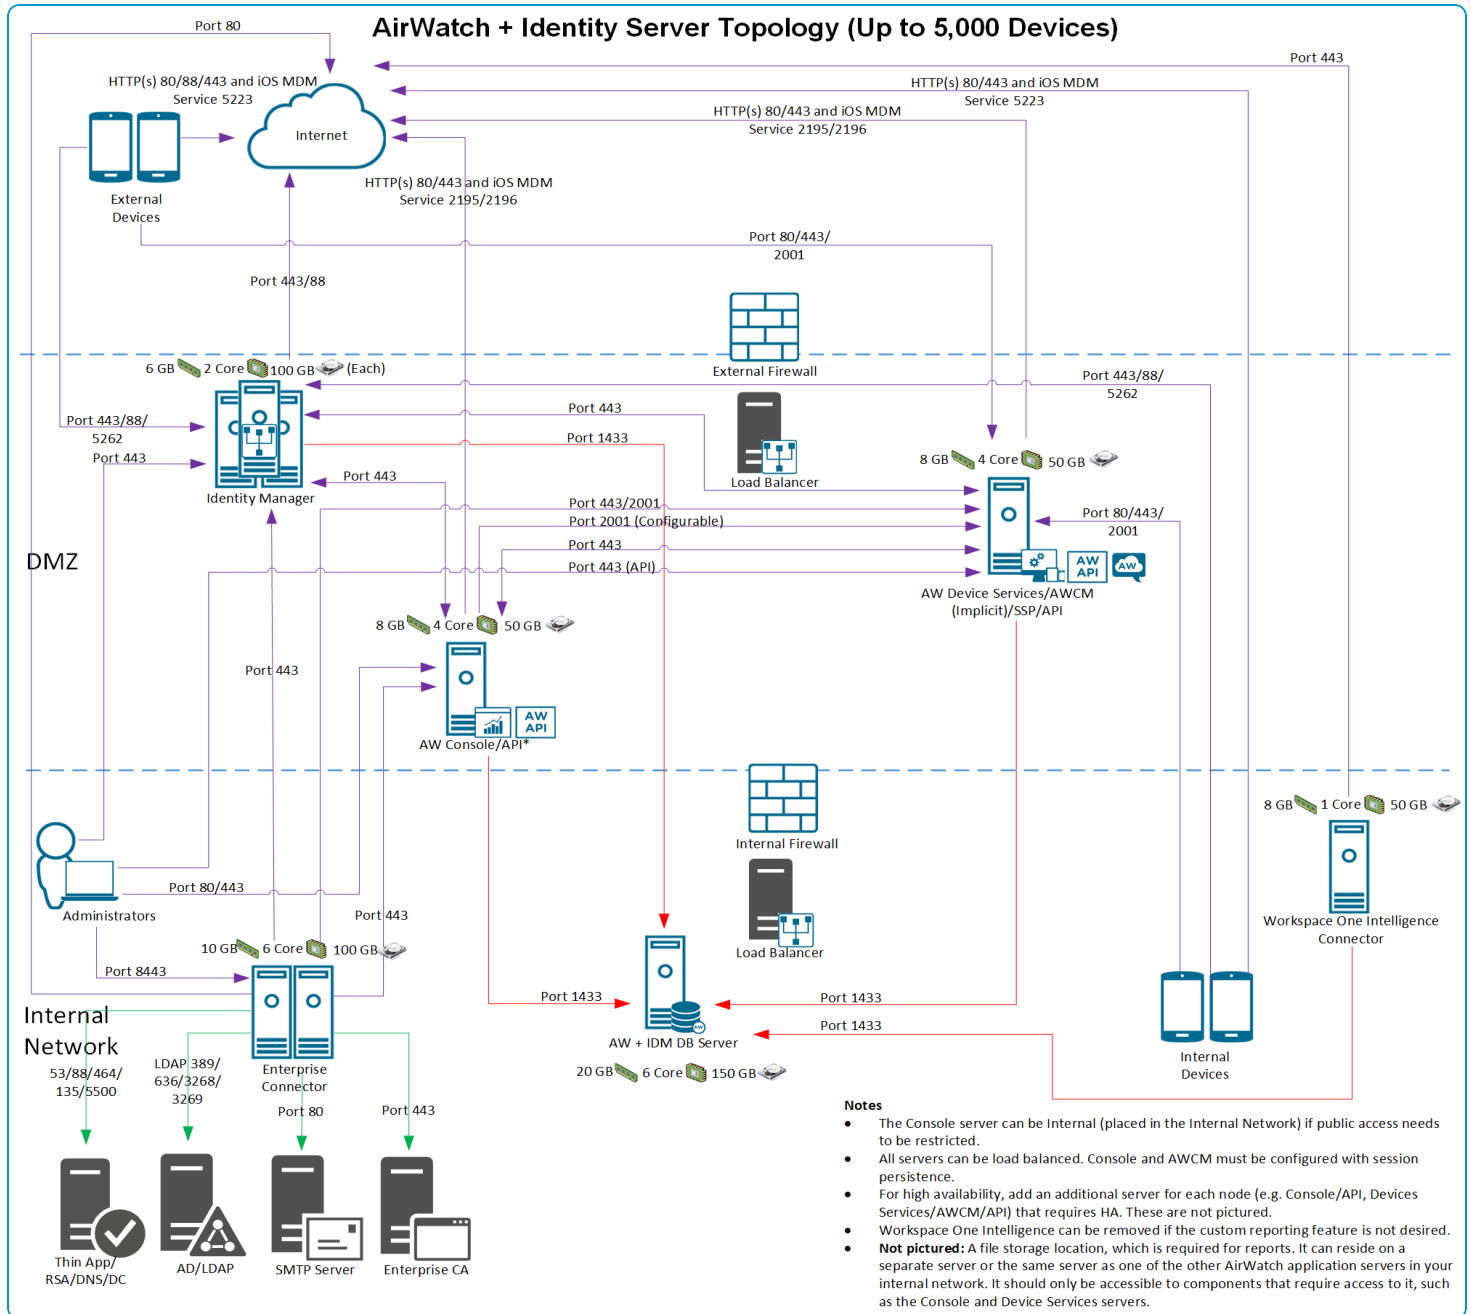 AirWatch + Identity Server Topology (Up to 5,000 Devices)
Port 80
Port 443
HTTP(s) 80/88/443 and iOS MDM
Service 5223
HTTP(s) 80/443 and iOS MDM
Service 5223
HTTP(s) 80/443 and iOS MDM
Service 2195/2196
Internet
HTTP(s) 80/443 and iOS MDM
Service 2195/2196
External
Devices
Port 80/443/
2001
Port 443/88
External Firewall
6 GB
2 Core
100 GB
(Each)
Port 443/88/
5262
Port 443
Port 443/88/
5262
Port 1433
Port 443
8 GB
4 Core
50 GB
Port 443
Load Balancer
Identity Manager
Port 443/2001
Port 2001 (Configurable)
Port 80/443/
2001
Port 443
DMZ
Port 443 (API)
AW
API
AW
AW Device Services/AWCM
(Implicit)/SSP/API
8 GB
4 Core
50 GB
Port 443
AW
API
AW Console/API*
8 GB
1 Core
50 GB
Internal Firewall
Port 80/443
Administrators
Port 443
Workspace One Intelligence
Connector
10 GB
6 Core
100 GB
Load Balancer
Port 8443
Port 1433
Port 1433
Internal
Network
Port 1433
AW
AW + IDM DB Server
Internal
Devices
Enterprise
Connector
53/88/464/
135/5500
LDAP 389/
636/3268/
3269
20 GB
6 Core
150 GB
Port 80
Port 443
Notes
● The Console server can be Internal (placed in the Internal Network) if public access needs
to be restricted.
● All servers can be load balanced. Console and AWCM must be configured with session
persistence.
● For high availability, add an additional server for each node (e.g. Console/API, Devices
Services/AWCM/API) that requires HA. These are not pictured.
● Workspace One Intelligence can be removed if the custom reporting feature is not desired.
● Not pictured: A file storage location, which is required for reports. It can reside on a
separate server or the same server as one of the other AirWatch application servers in your
internal network. It should only be accessible to components that require access to it, such
as the Console and Device Services servers.
Thin App/
RSA/DNS/DC
AD/LDAP
SMTP Server
Enterprise CA